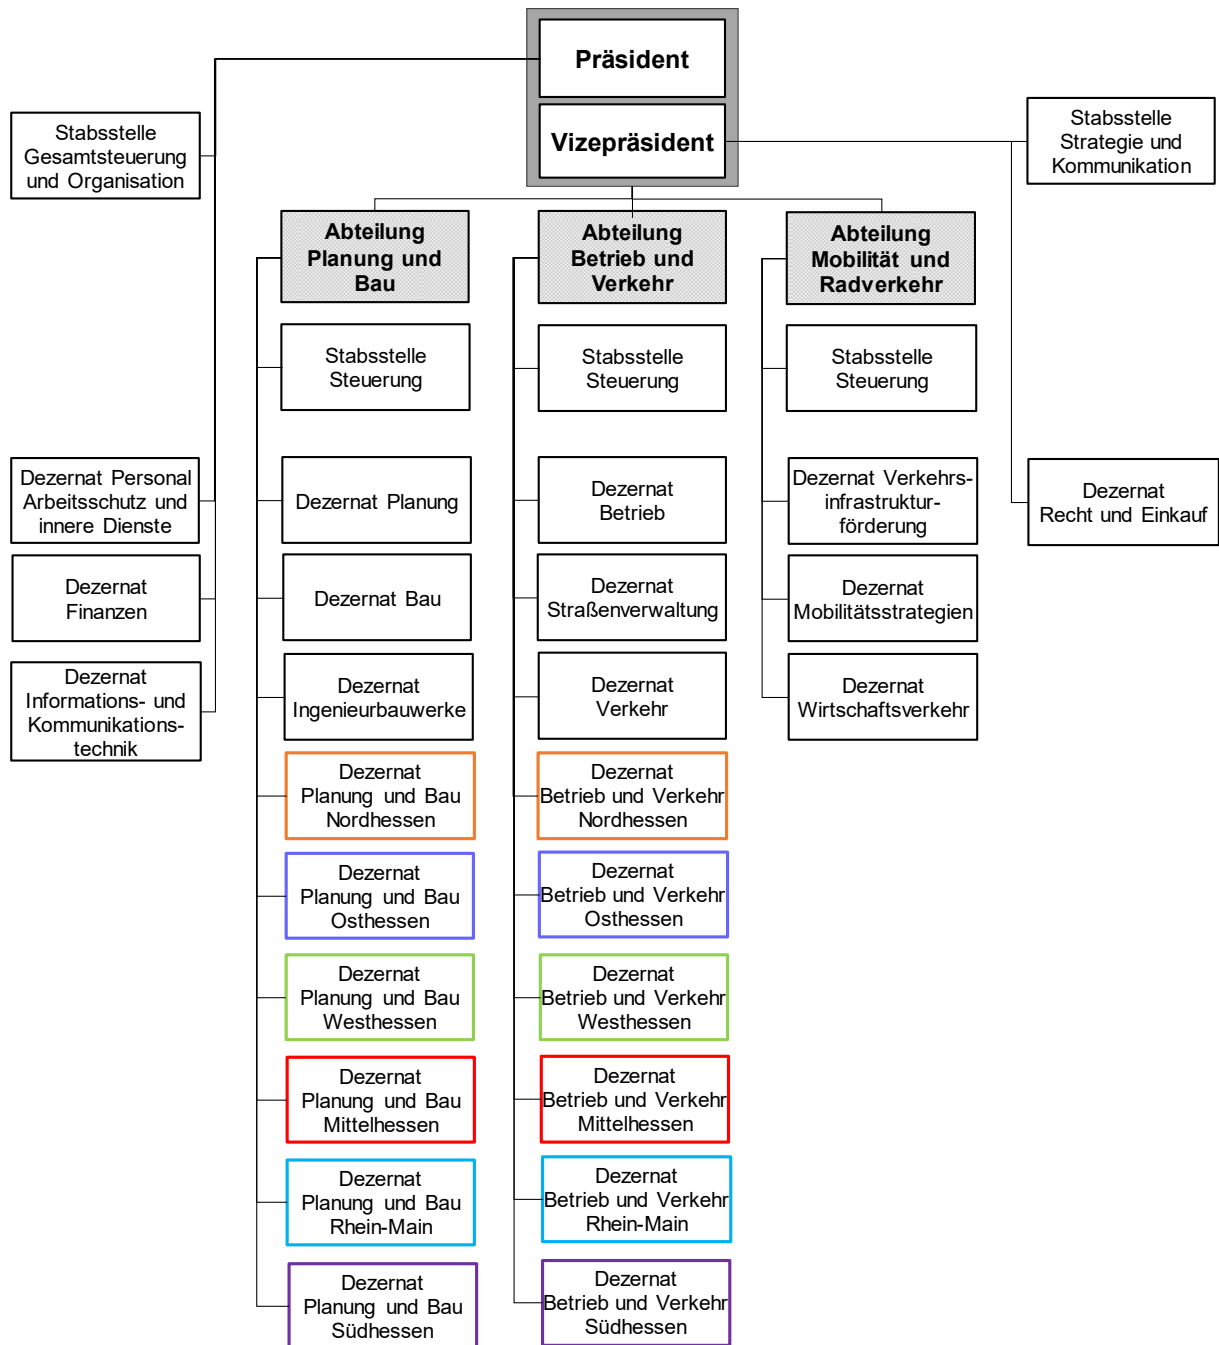 Präsident
Vizepräsident
Stabsstelle
Gesamtsteuerung
und Organisation
Stabsstelle
Strategie und
Kommunikation
Abteilung
Planung und
Bau
Abteilung
Betrieb und
Verkehr
Abteilung
Mobilität und
Radverkehr
Stabsstelle
Steuerung
Stabsstelle
Steuerung
Stabsstelle
Steuerung
Dezernat Personal
Arbeitsschutz und
innere Dienste
Dezernat Planung
Dezernat
Betrieb
Dezernat Verkehrs-
infrastruktur-
förderung
Dezernat
Recht und Einkauf
Dezernat
Finanzen
Dezernat Bau
Dezernat
Straßenverwaltung
Dezernat
Mobilitätsstrategien
Dezernat
Informations- und
Kommunikations-
technik
Dezernat
Ingenieurbauwerke
Dezernat
Verkehr
Dezernat
Wirtschaftsverkehr
Dezernat
Planung und Bau
Nordhessen
Dezernat
Betrieb und Verkehr
Nordhessen
Dezernat
Planung und Bau
Osthessen
Dezernat
Betrieb und Verkehr
Osthessen
Dezernat
Planung und Bau
Westhessen
Dezernat
Betrieb und Verkehr
Westhessen
Dezernat
Planung und Bau
Mittelhessen
Dezernat
Betrieb und Verkehr
Mittelhessen
Dezernat
Planung und Bau
Rhein-Main
Dezernat
Betrieb und Verkehr
Rhein-Main
Dezernat
Planung und Bau
Südhessen
Dezernat
Betrieb und Verkehr
Südhessen